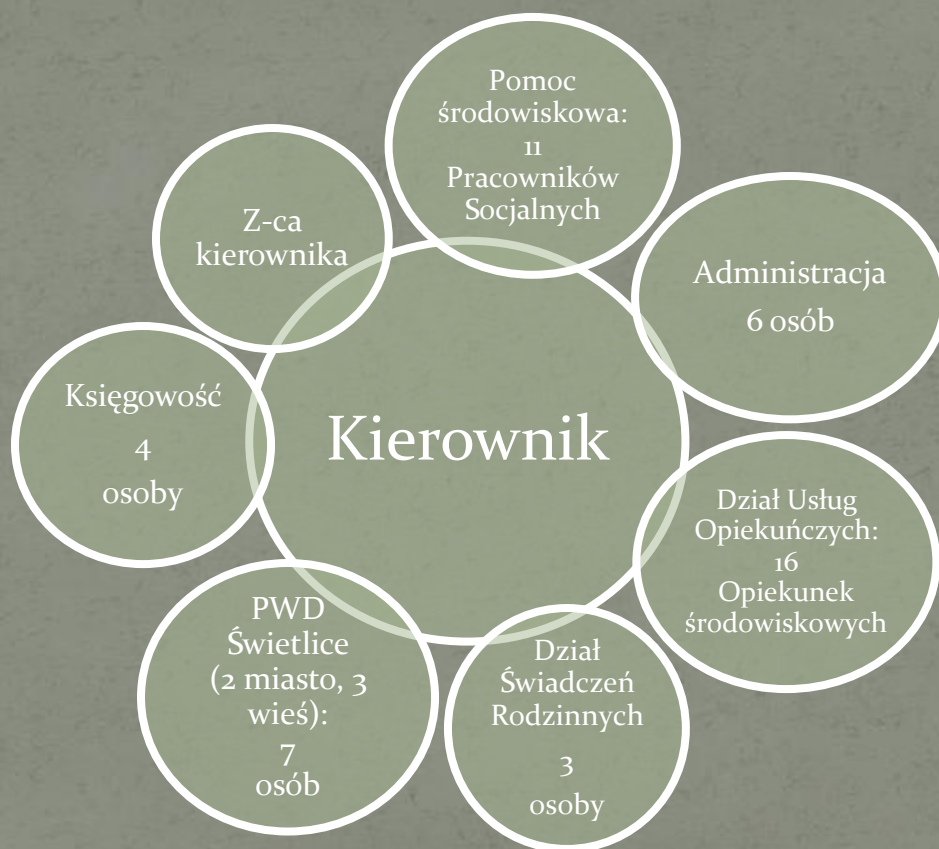 Pomoc
środowiskowa:
11
Pracowników
Socjalnych
Z-ca
kierownika
Administracja
6 osób
Księgowość
4
osoby
Kierownik
Dział Usług
Opiekuńczych:
16
Opiekunek
środowiskowych
PWD
Świetlice
(2 miasto, 3
wieś):
7
osób
Dział
Świadczeń
Rodzinnych
3
osoby